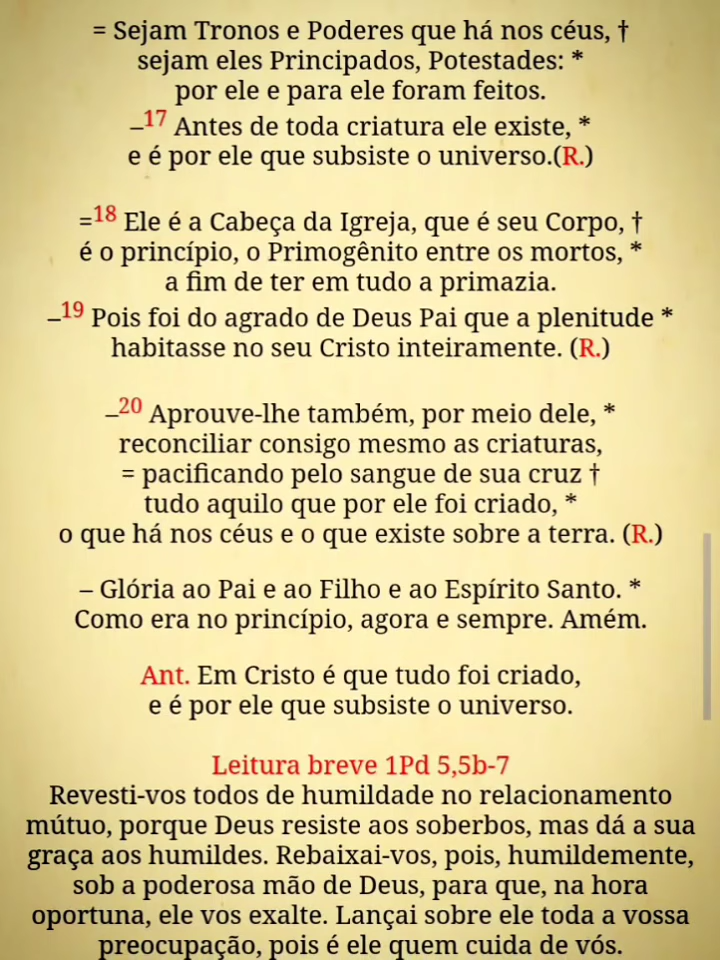 = Sejam Tronos e Poderes que há nos céus, †
sejam eles Principados, Potestades: *
por ele e para ele foram feitos.
–17 Antes de toda criatura ele existe, *
e é por ele que subsiste o universo.(R.)
=18 Ele é a Cabeça da Igreja, que é seu Corpo, †
é o princípio, o Primogênito entre os mortos, *
a fim de ter em tudo a primazia.
–19 Pois foi do agrado de Deus Pai que a plenitude *
habitasse no seu Cristo inteiramente. (R.)
–20 Aprouve-lhe também, por meio dele, *
reconciliar consigo mesmo as criaturas,
= pacificando pelo sangue de sua cruz †
tudo aquilo que por ele foi criado, *
o que há nos céus e o que existe sobre a terra. (R.)
– Glória ao Pai e ao Filho e ao Espírito Santo. *
Como era no princípio, agora e sempre. Amém.
Ant. Em Cristo é que tudo foi criado,
e é por ele que subsiste o universo.
Leitura breve 1Pd 5,5b-7
Revesti-vos todos de humildade no relacionamento
mútuo, porque Deus resiste aos soberbos, mas dá a sua
graça aos humildes. Rebaixai-vos, pois, humildemente,
sob a poderosa mão de Deus, para que, na hora
oportuna, ele vos exalte. Lançai sobre ele toda a vossa
preocupação, pois é ele quem cuida de vós.